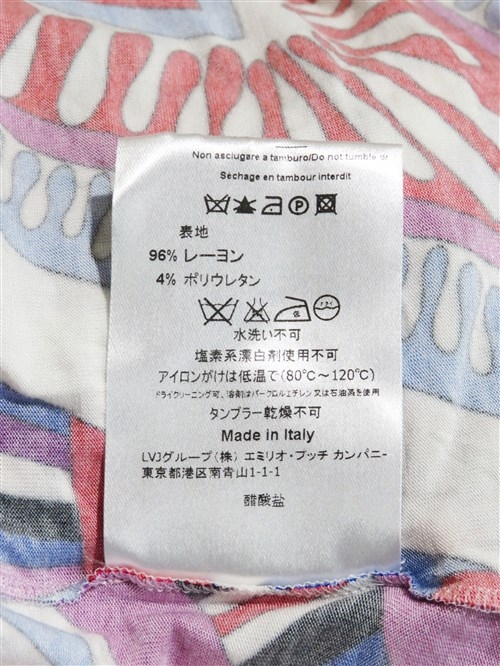 Non asciugare a tamburo/Do not tumble dr
Séchage en tambour interdit
表地
96% レーヨン
4% ポリウレタン
水洗い不可
塩素系漂白剤使用不可
アイロンがけは低温で(80℃～120℃)
ドライクリーニング可、溶剤はパークロルエチレン又は石油系を使用
タンブラー乾燥不可
Made in Italy
LVJグループ(株) エミリオ・プッチ カンパニー
東京都港区南青山1-1-1
醋酸盐